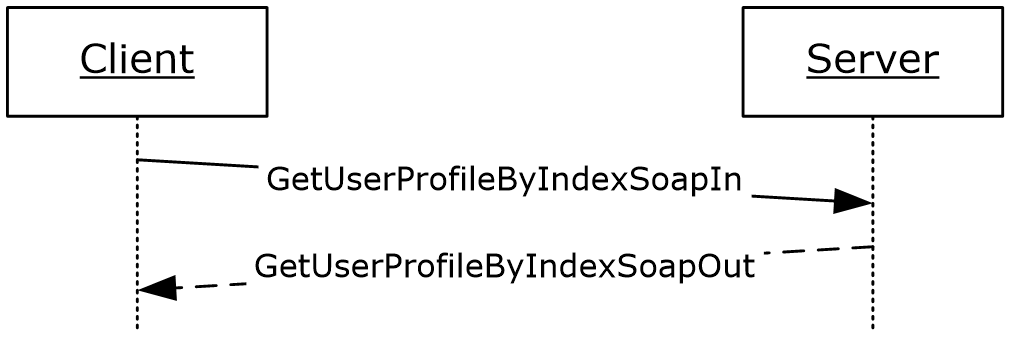 Client
Server
GetUserProfileByIndexSoapIn
GetUserProfileByIndexSoapOut